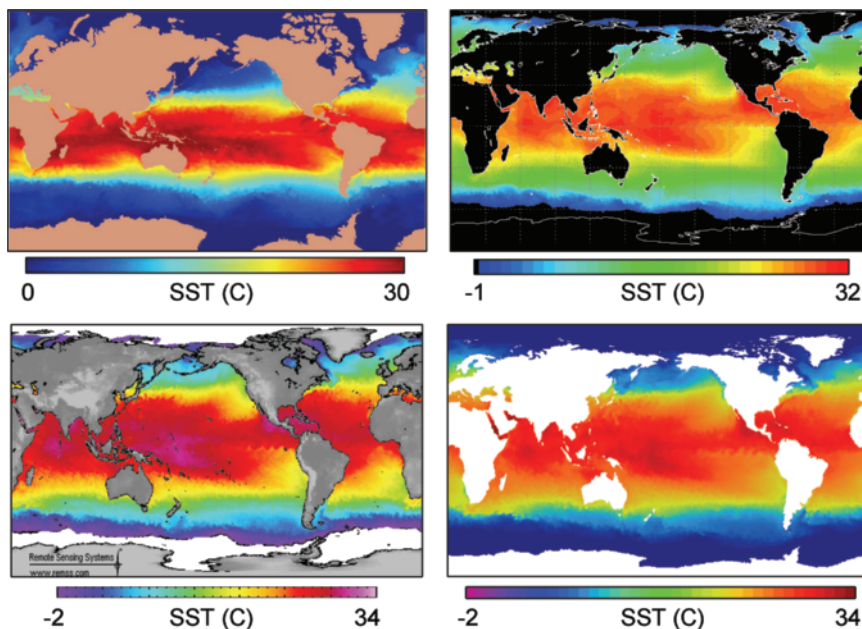 0 SST (C) 30
-1 SST (C) 32
Remote Sensing Systems
www.remss.com
-2 SST (C) 34
-2 SST (C) 34